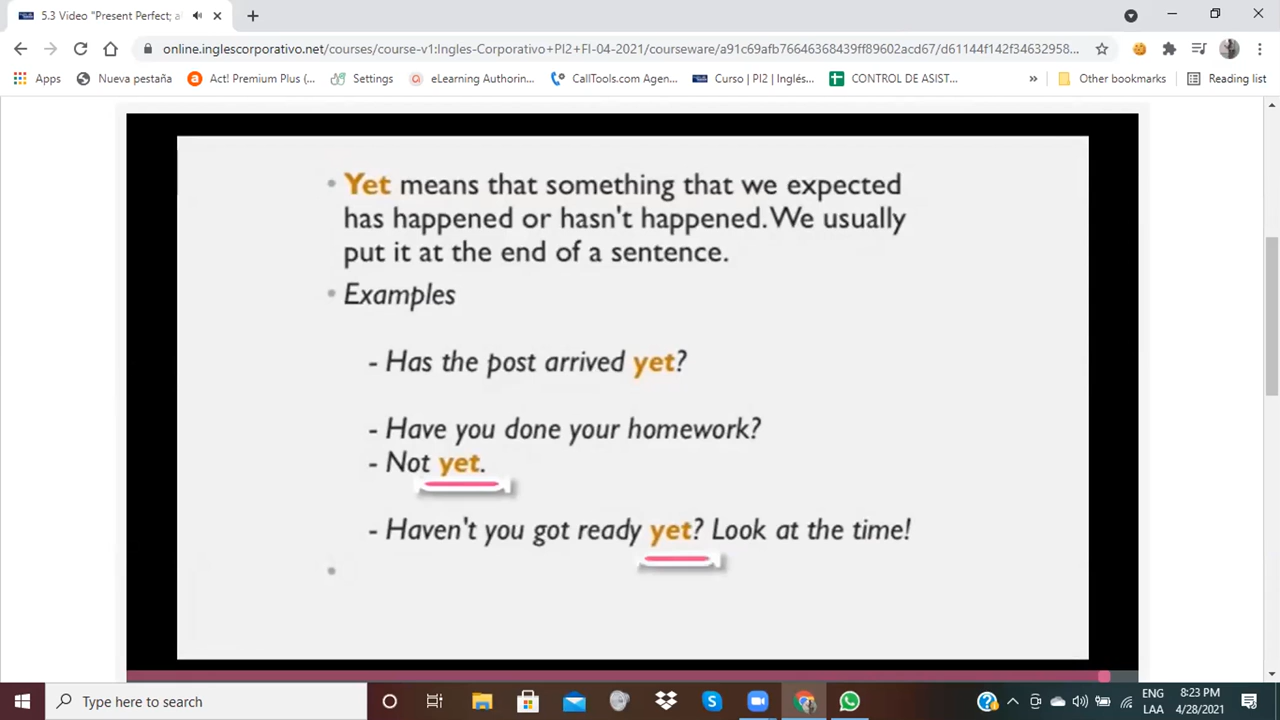 5.3 Video "Present Perfect; a
online.inglescorporativo.net/courses/course-v1:Ingles-Corporativo+PI2+FI-04-2021/courseware/a91c69afb76646368439ff89602acd67/d61144f142f34632958...
Apps Nueva pestaña Act! Premium Plus (... Settings eLearning Authorin... CallTools.com Agen... Curso | PI2 | Inglés... CONTROL DE ASIST... » Other bookmarks Reading list
• Yet means that something that we expected
has happened or hasn't happened. We usually
put it at the end of a sentence.
• Examples
- Has the post arrived yet?
- Have you done your homework?
- Not yet.
- Haven't you got ready yet? Look at the time!
Type here to search
ENG 8:23 PM
LAA 4/28/2021